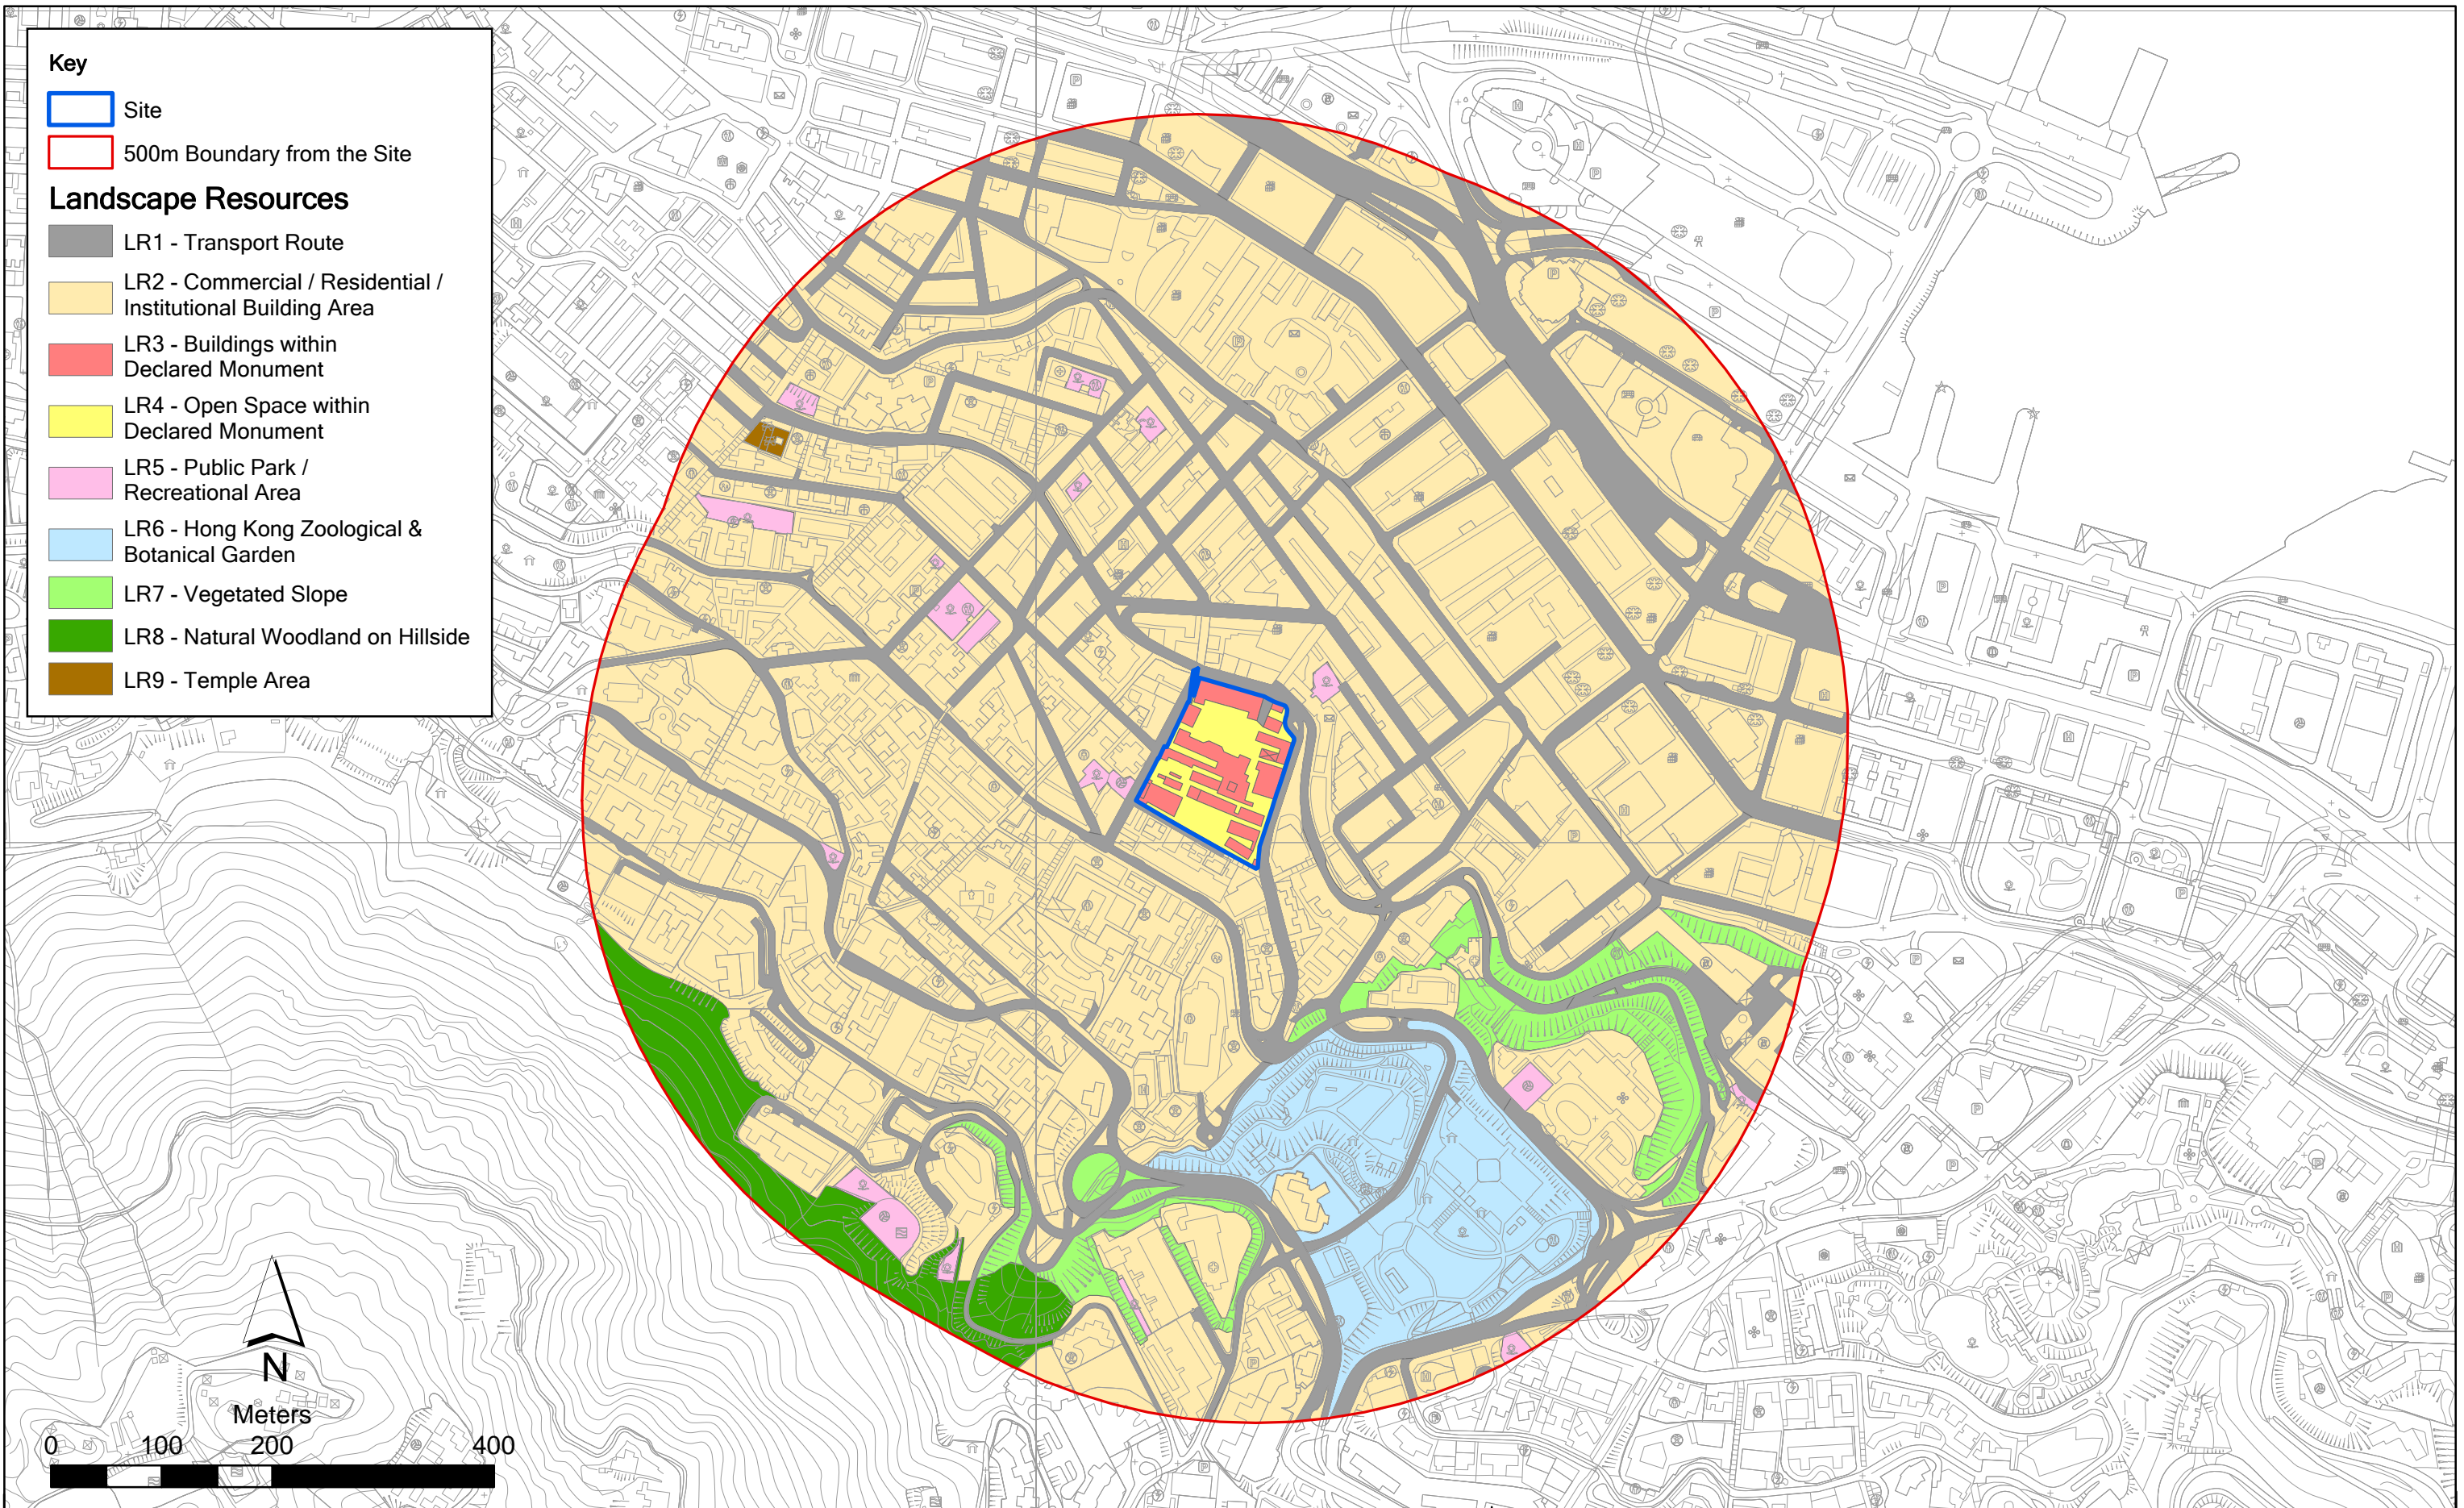 Key
Site
500m Boundary from the Site
Landscape Resources
LR1 - Transport Route
LR2 - Commercial / Residential /
Institutional Building Area
LR3 - Buildings within
Declared Monument
LR4 - Open Space within
Declared Monument
LR5 - Public Park /
Recreational Area
LR6 - Hong Kong Zoological &
Botanical Garden
LR7 - Vegetated Slope
LR8 - Natural Woodland on Hillside
LR9 - Temple Area
N
Meters
0 100 200 400